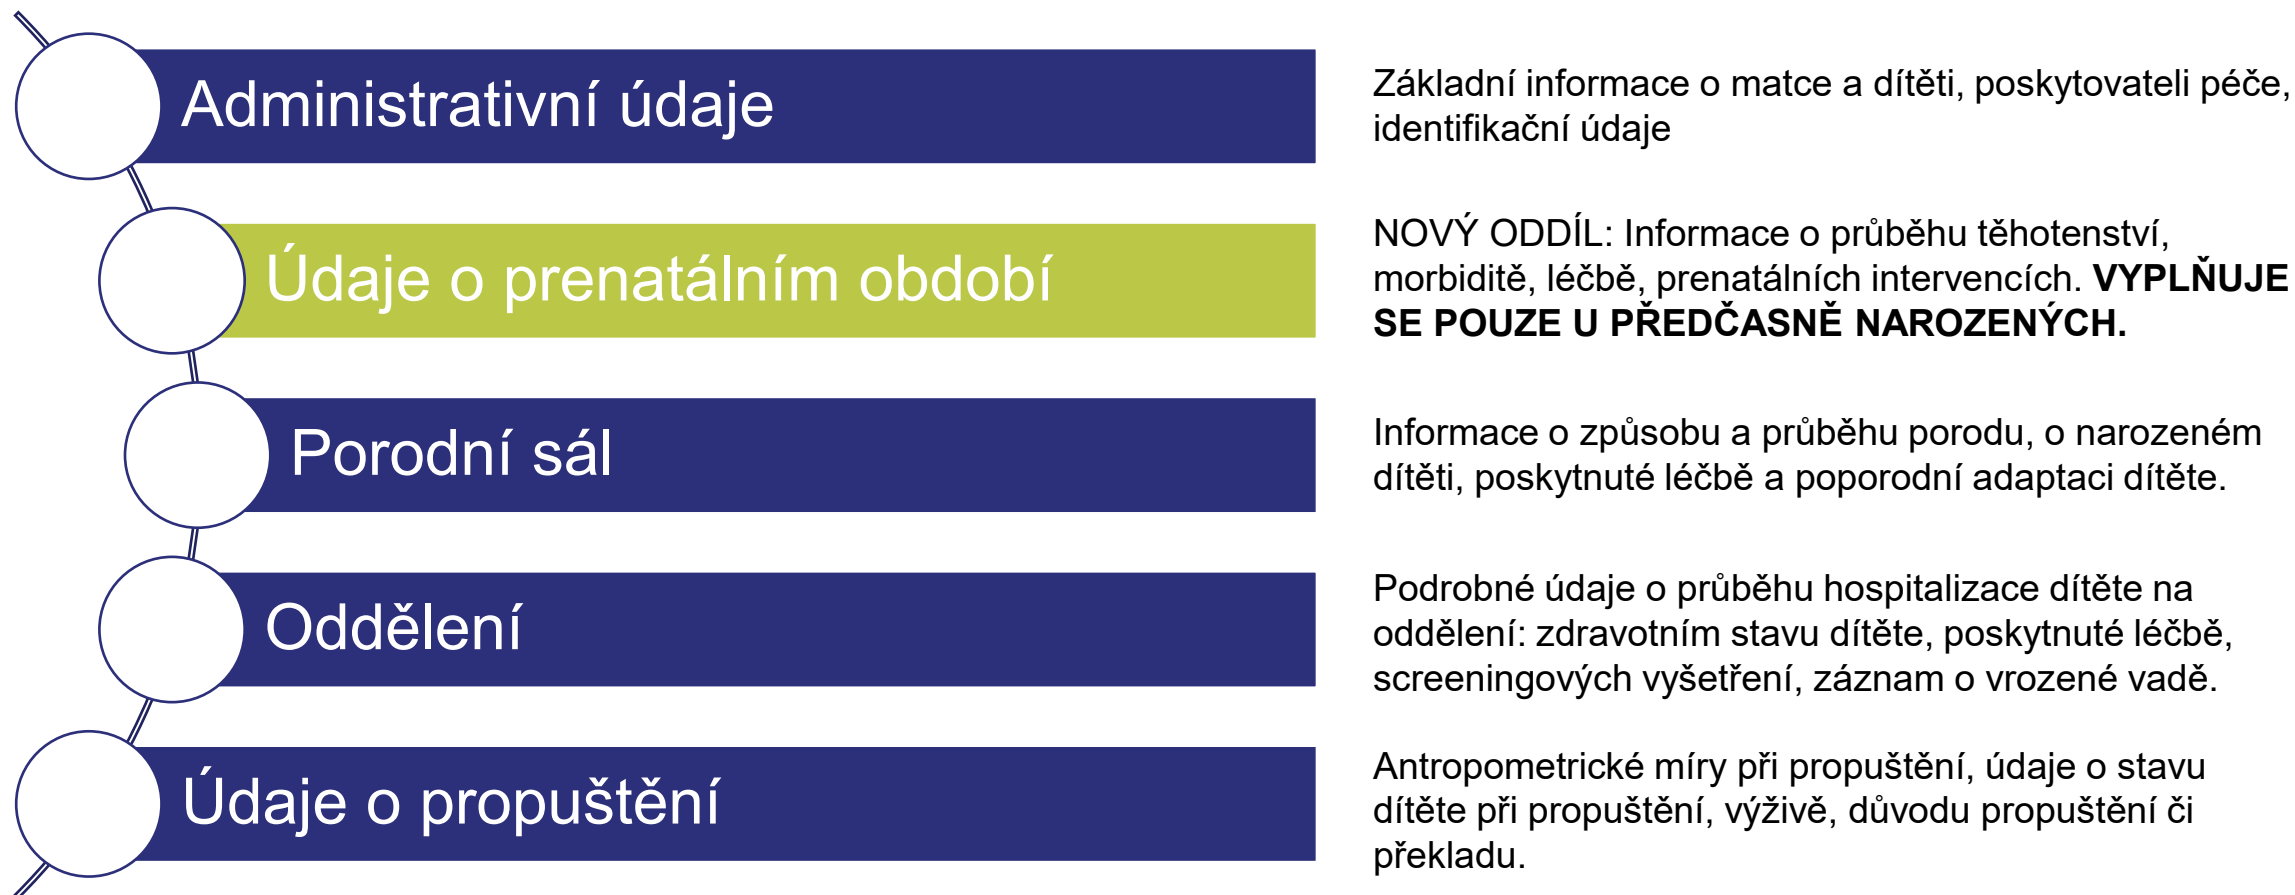 Administrativní údaje
Základní informace o matce a dítěti, poskytovateli péče,
identifikační údaje
Údaje o prenatálním období
NOVÝ ODDÍL: Informace o průběhu těhotenství,
morbiditě, léčbě, prenatálních intervencích. VYPLŇUJE
SE POUZE U PŘEDČASNĚ NAROZENÝCH.
Porodní sál
Informace o způsobu a průběhu porodu, o narozeném
dítěti, poskytnuté léčbě a poporodní adaptaci dítěte.
Oddělení
Podrobné údaje o průběhu hospitalizace dítěte na
oddělení: zdravotním stavu dítěte, poskytnuté léčbě,
screeningových vyšetření, záznam o vrozené vadě.
Údaje o propuštění
Antropometrické míry při propuštění, údaje o stavu
dítěte při propuštění, výživě, důvodu propuštění či
překladu.